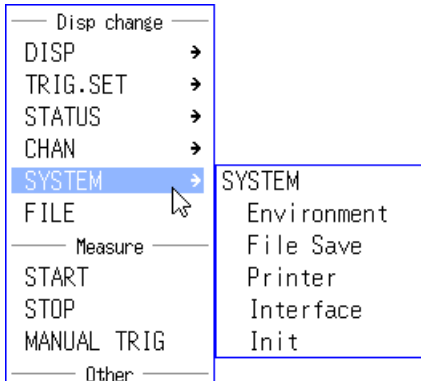 Disp change
DISP
TRIG.SET
STATUS
CHAN
SYSTEM
FILE
Measure
START
STOP
MANUAL TRIG
Other
SYSTEM
Environment
File Save
Printer
Interface
Init